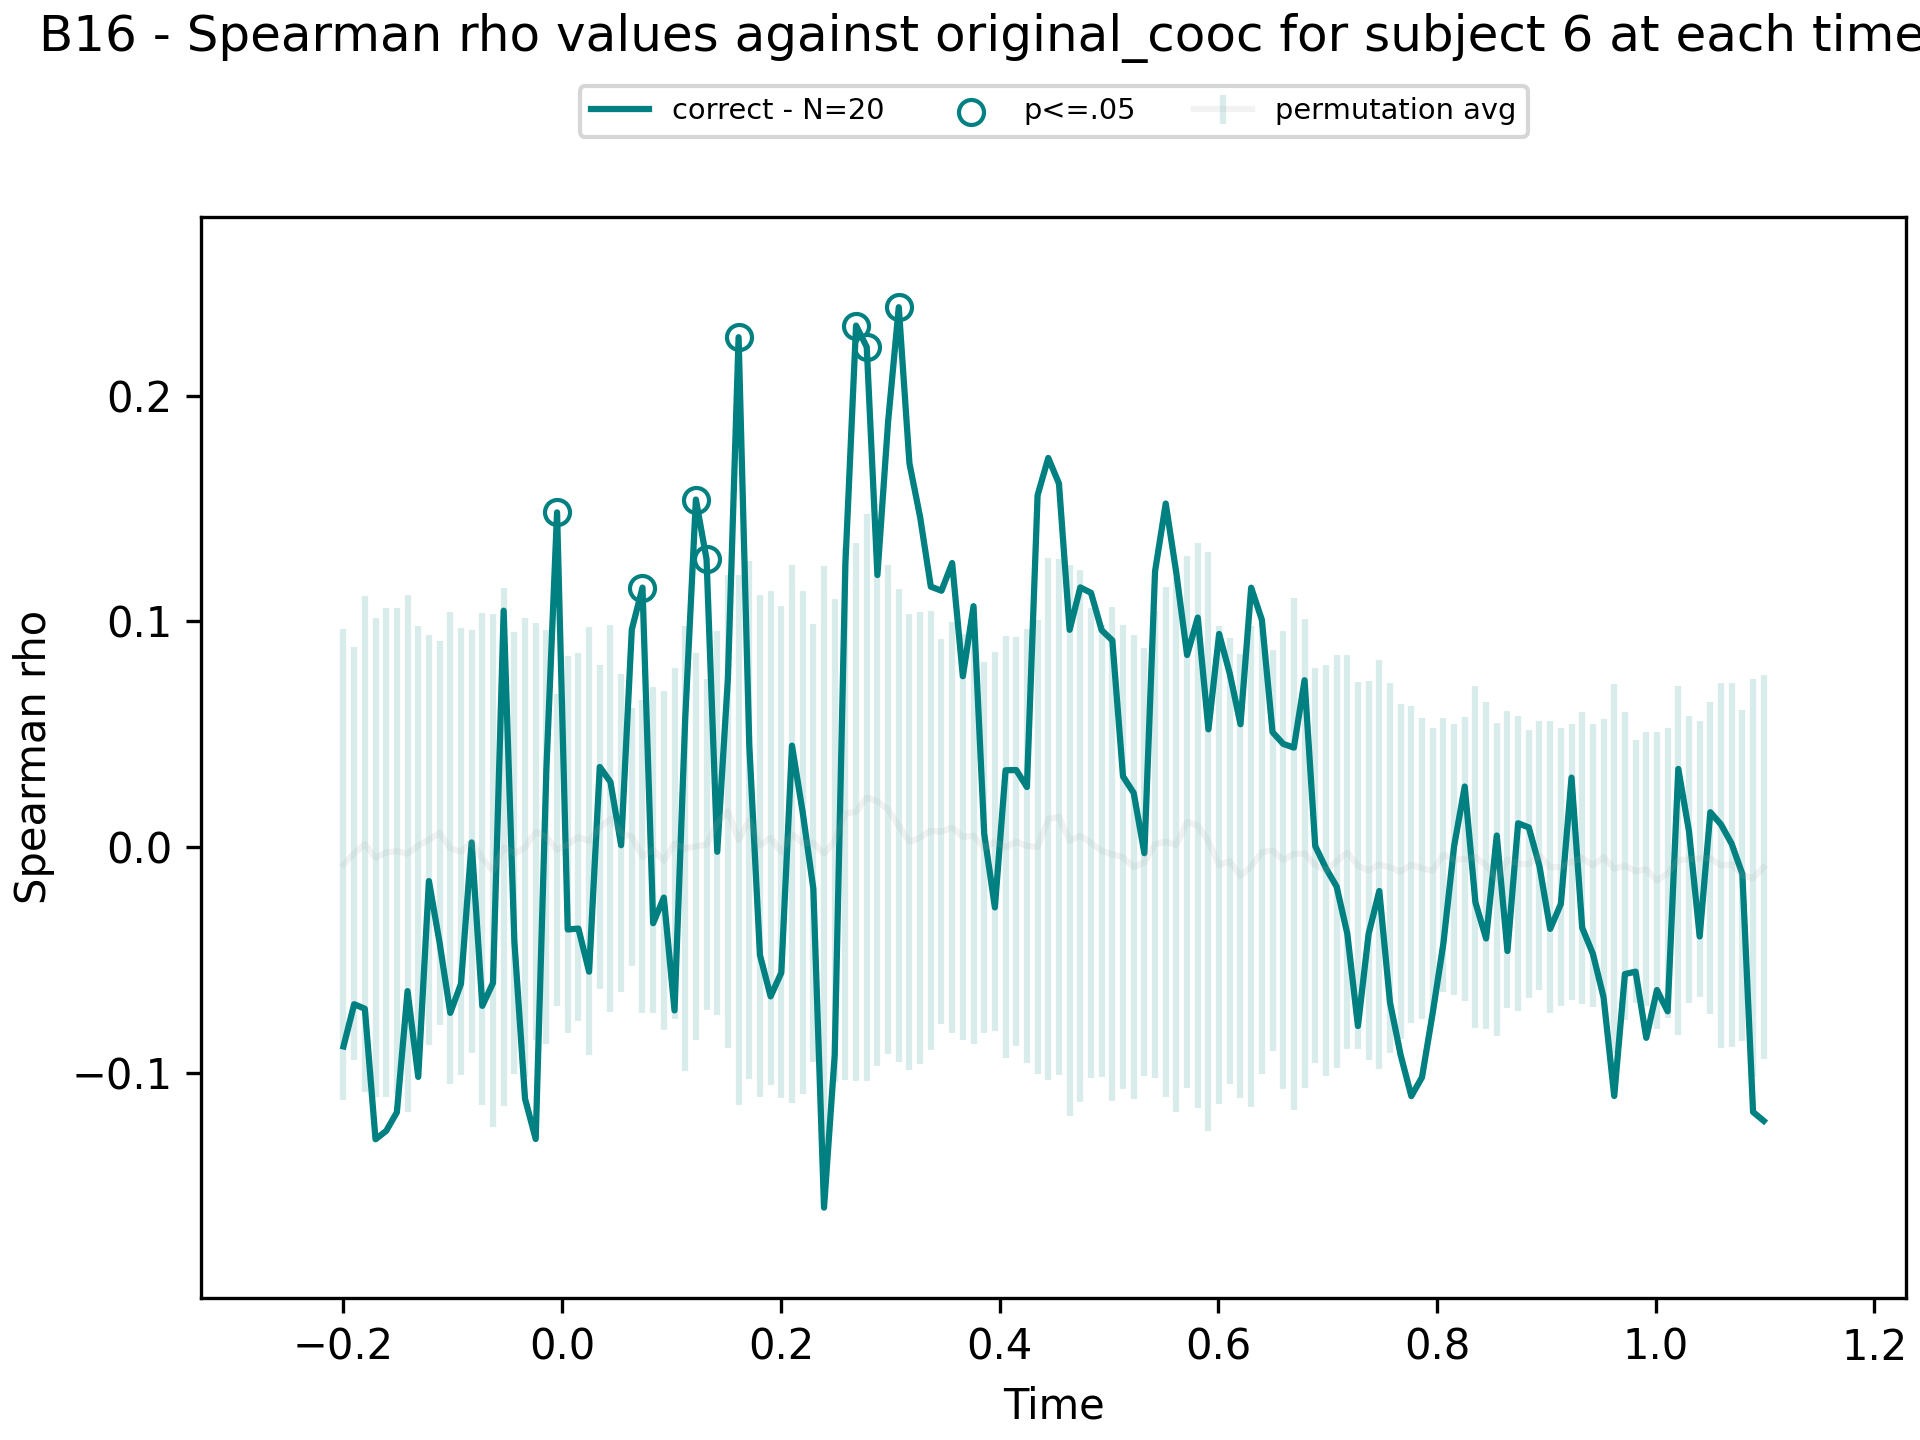 B16 - Spearman rho values against original_cooc for subject 6 at each time
correct - N=20 p<=.05 permutation avg
Spearman rho
0.2
0.1
0.0
−0.1
−0.2 0.0 0.2 0.4 0.6 0.8 1.0 1.2
Time